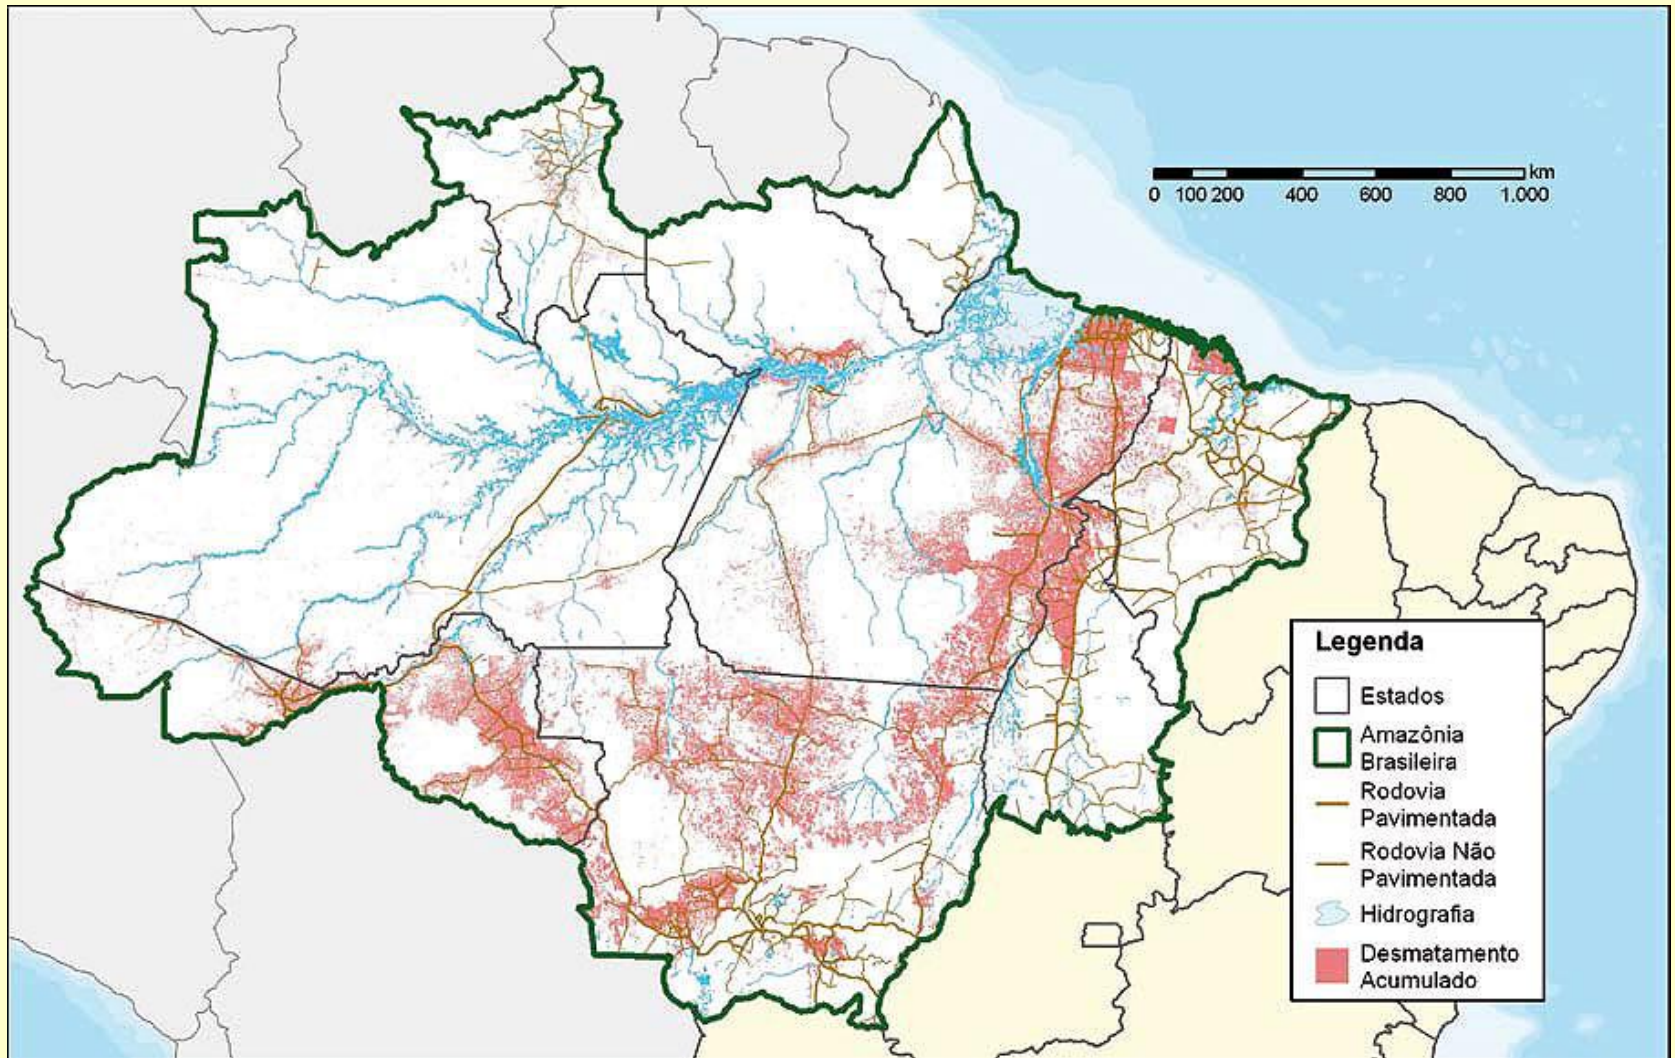 km
0 100 200 400 600 800 1.000
Legenda
Estados
Amazônia
Brasileira
Rodovia
Pavimentada
Rodovia Não
Pavimentada
Hidrografia
Desmatamento
Acumulado